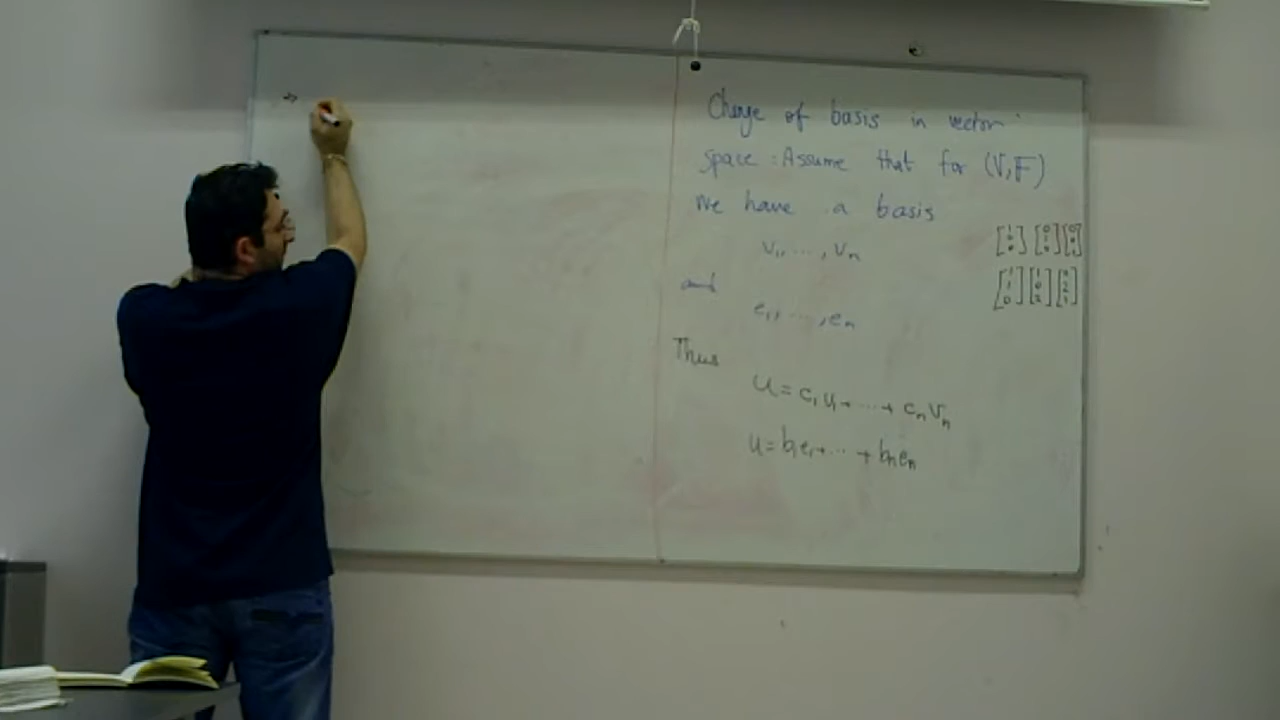 ⇒
Change of basis in vector
space : Assume that for (V, F)
we have a basis
v₁, ..., vₙ
and
e₁, ..., eₙ
Thus
u = c₁u₁ + ... + cₙvₙ
u = b₁e₁ + ... + bₙeₙ